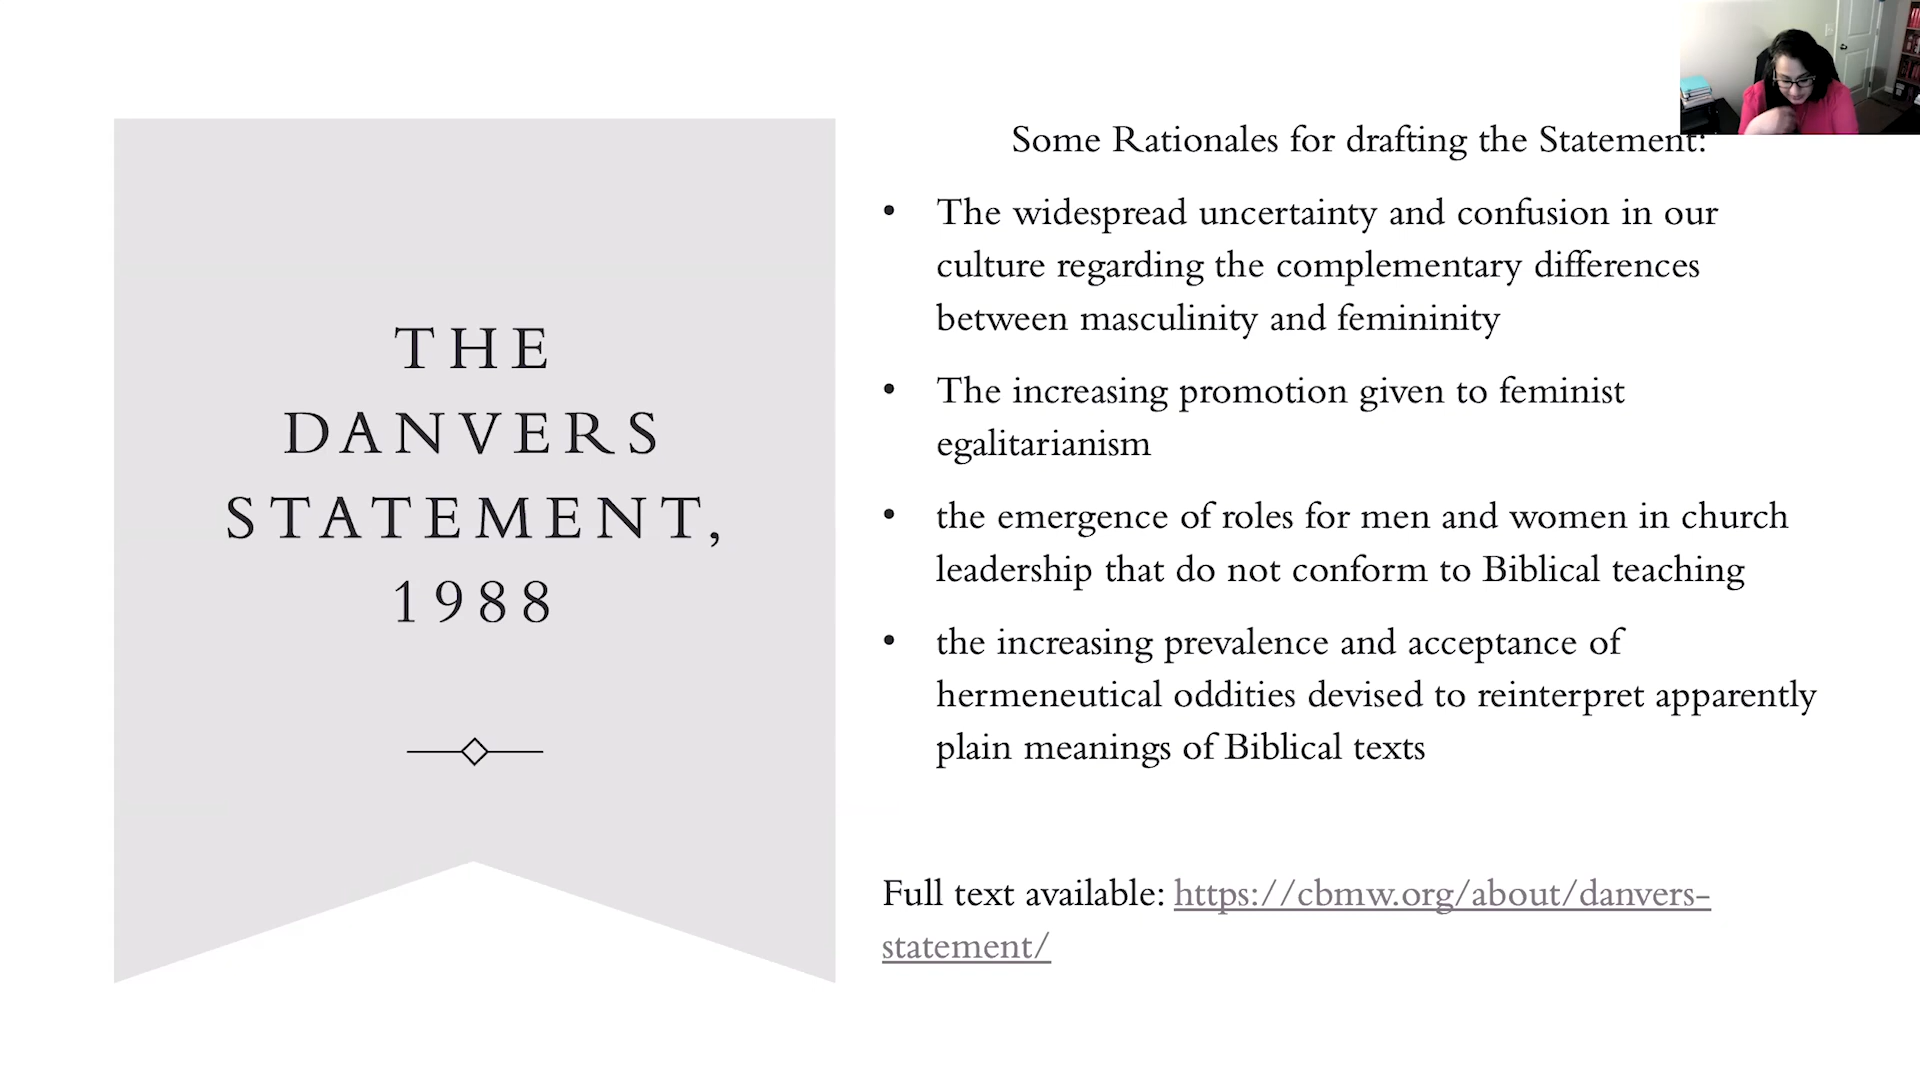 THE
DANVERS
STATEMENT,
1988
Some Rationales for drafting the Statement:
• The widespread uncertainty and confusion in our
culture regarding the complementary differences
between masculinity and femininity
• The increasing promotion given to feminist
egalitarianism
• the emergence of roles for men and women in church
leadership that do not conform to Biblical teaching
• the increasing prevalence and acceptance of
hermeneutical oddities devised to reinterpret apparently
plain meanings of Biblical texts
Full text available: https://cbmw.org/about/danvers-
statement/